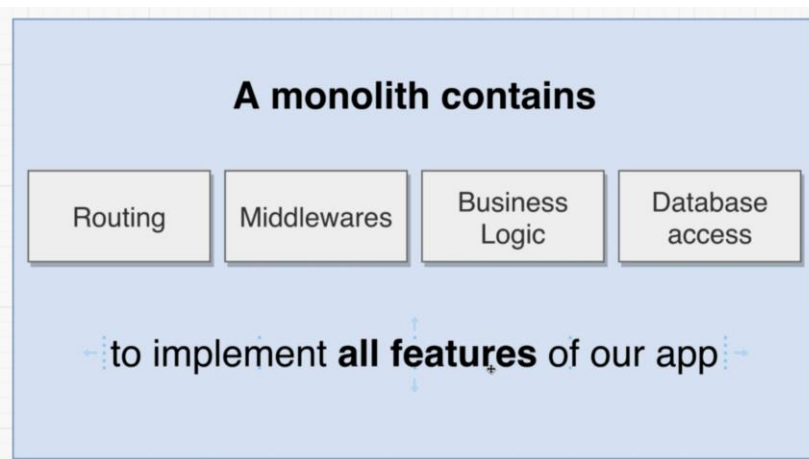 A monolith contains
Routing
Middlewares
Business
Logic
Database
access
to implement all features of our app